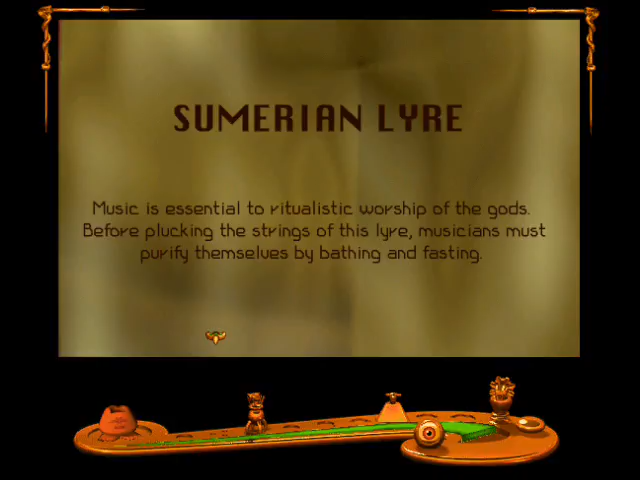 SUMERIAN LYRE
Music is essential to ritualistic worship of the gods.
Before plucking the strings of this lyre, musicians must
purify themselves by bathing and fasting.